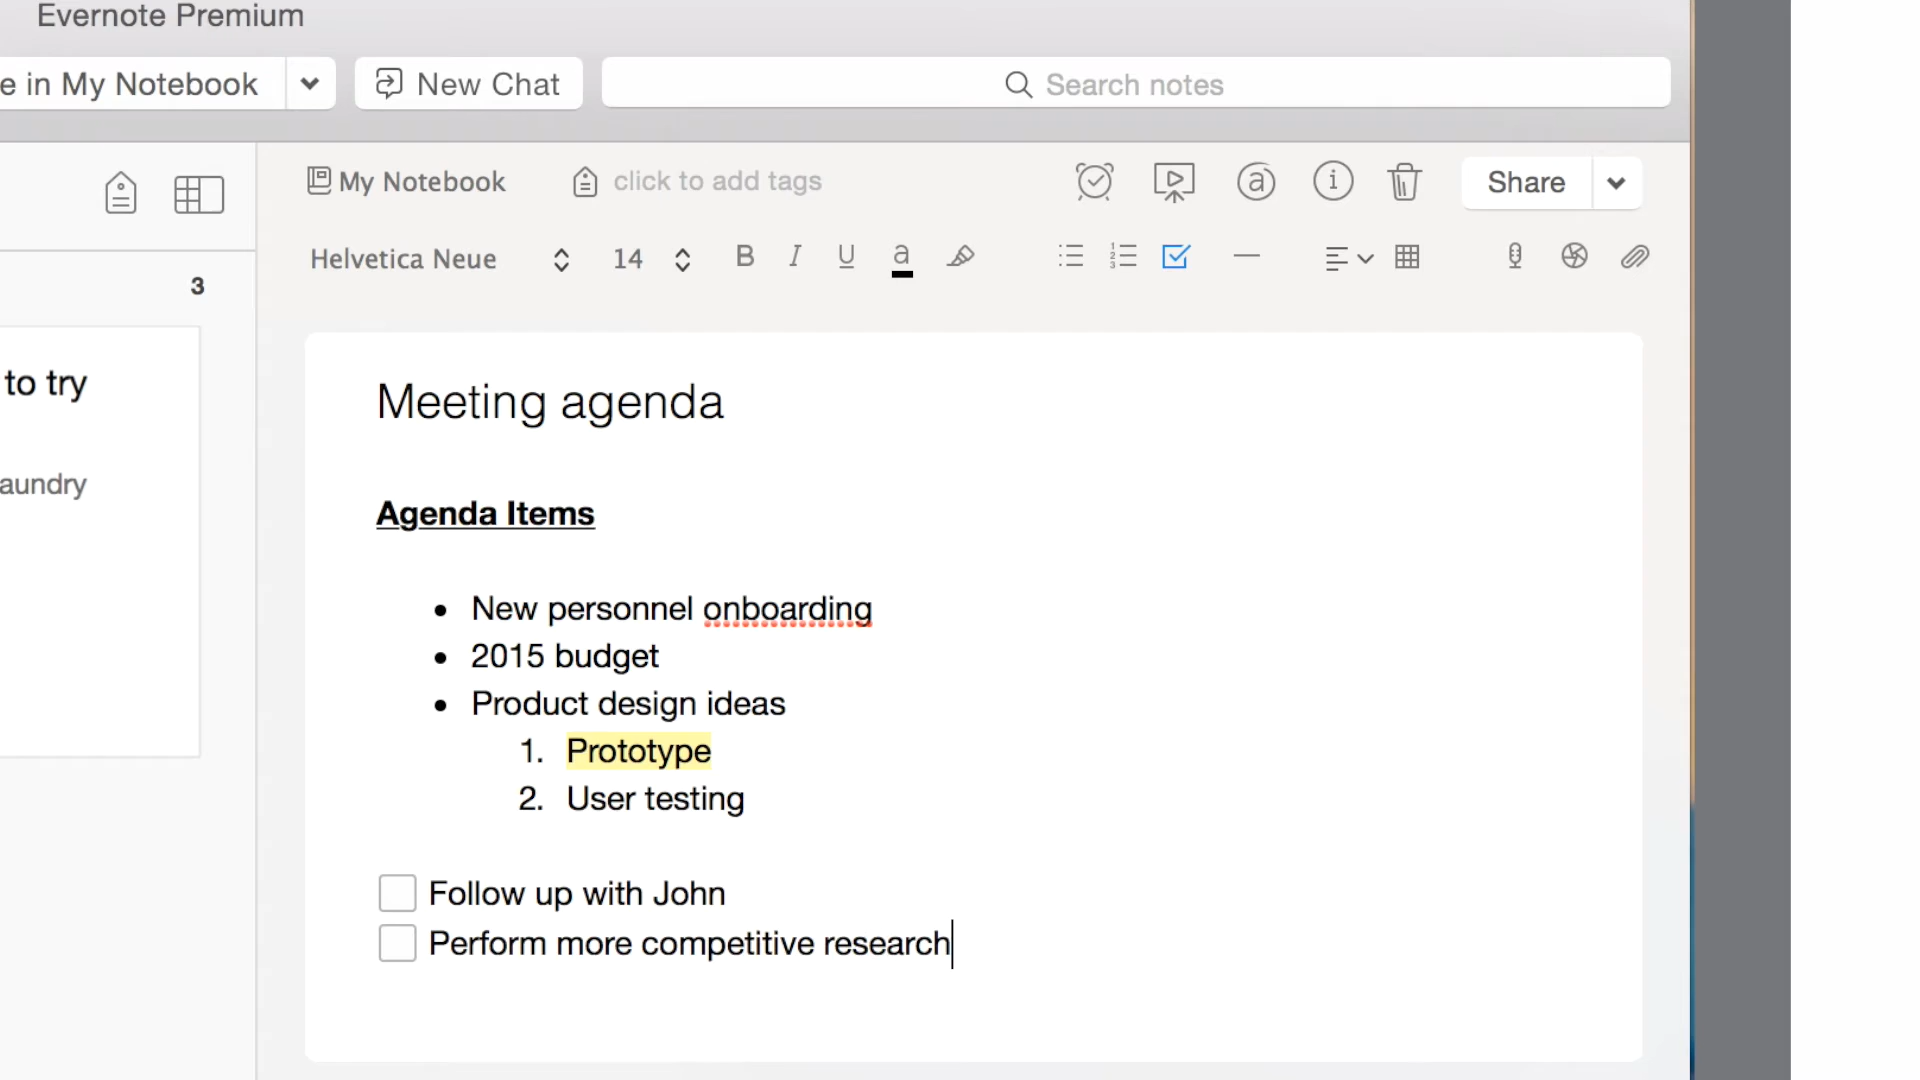 Evernote Premium
e in My Notebook
New Chat
Search notes
My Notebook
click to add tags
Share
Helvetica Neue
14
B I U a
3
to try
aundry
Meeting agenda
Agenda Items
• New personnel onboarding
• 2015 budget
• Product design ideas
1. Prototype
2. User testing
Follow up with John
Perform more competitive research